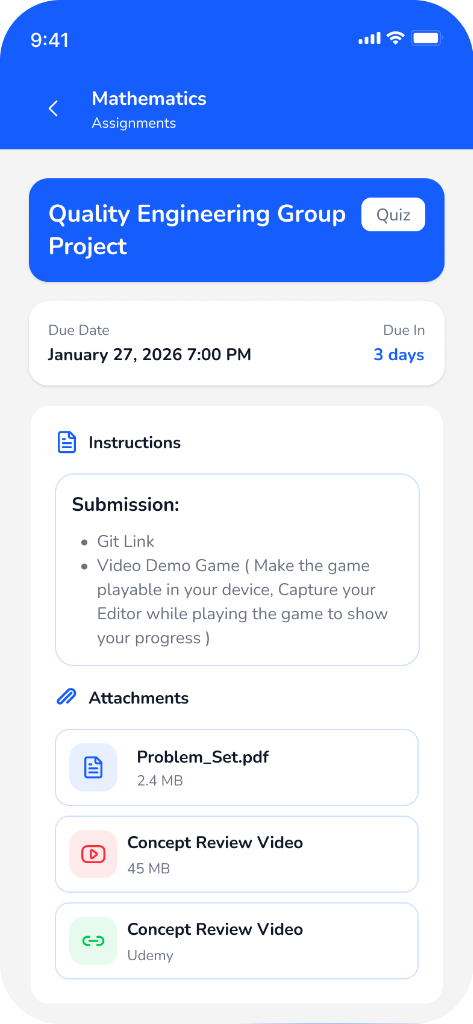 9:41
Mathematics
Assignments
Quality Engineering Group
Project
Quiz
Due Date
Due In
January 27, 2026 7:00 PM
3 days
Instructions
Submission:
• Git Link
• Video Demo Game ( Make the game
playable in your device, Capture your
Editor while playing the game to show
your progress )
Attachments
Problem_Set.pdf
2.4 MB
Concept Review Video
45 MB
Concept Review Video
Udemy